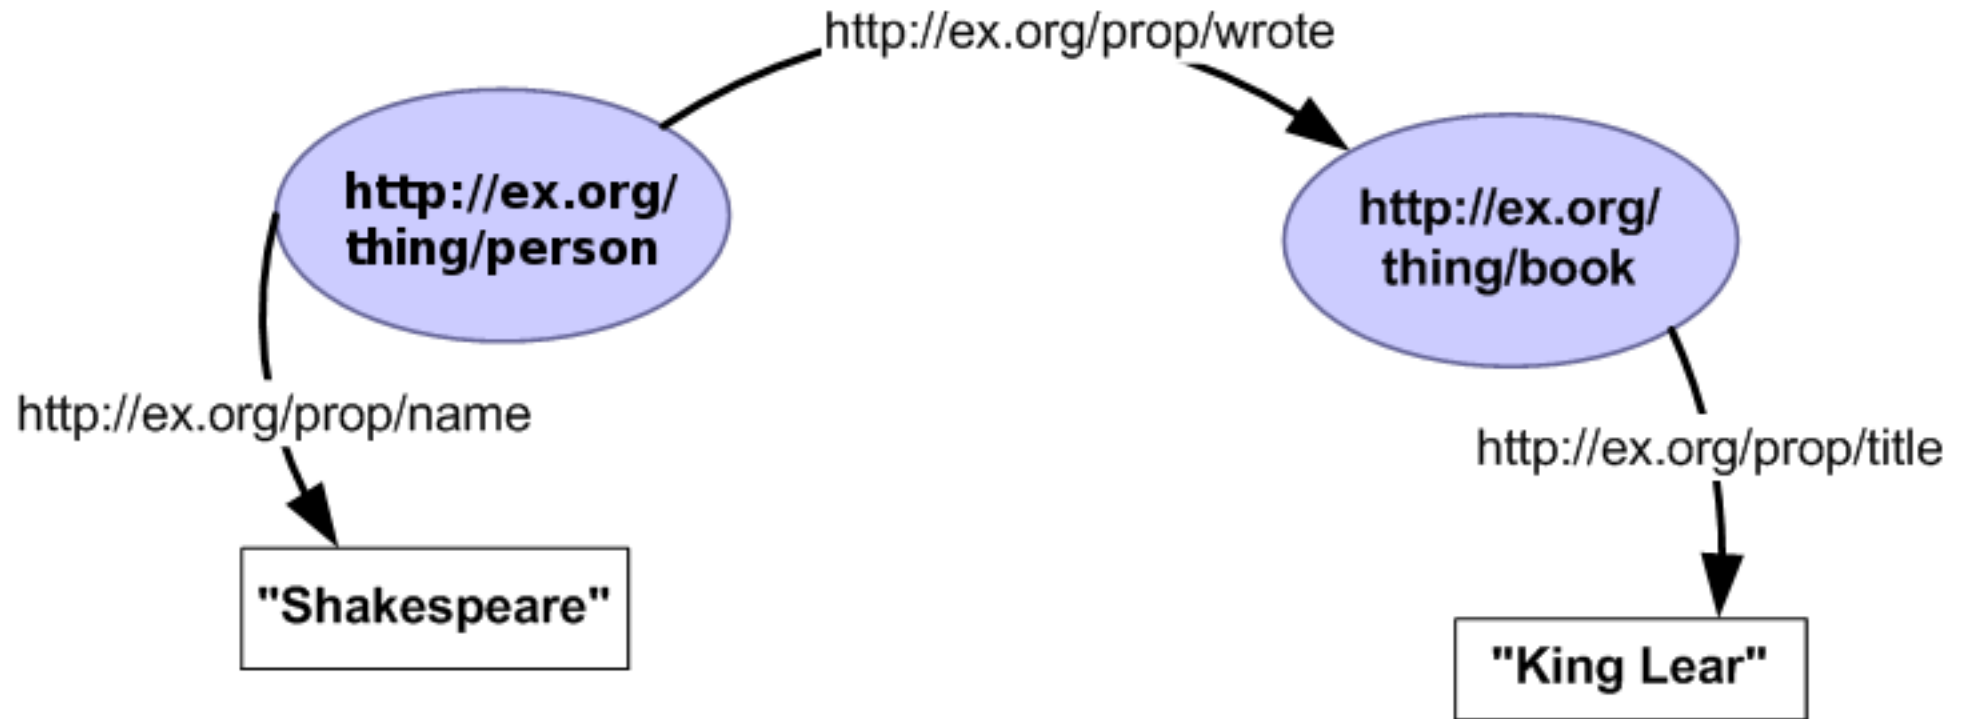 http://ex.org/prop/wrote
http://ex.org/
thing/person
http://ex.org/
thing/book
http://ex.org/prop/name
http://ex.org/prop/title
"Shakespeare"
"King Lear"